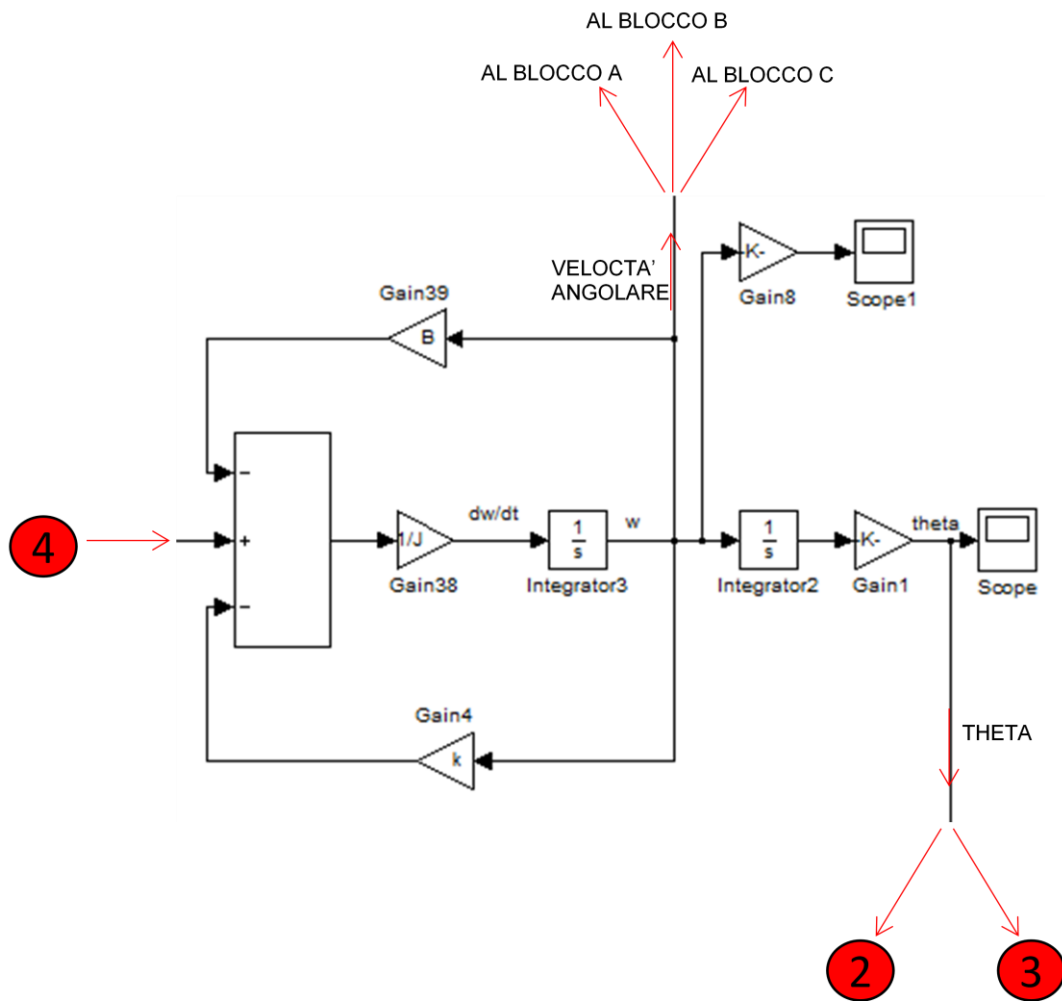 AL BLOCCO B
AL BLOCCO A
AL BLOCCO C
VELOCTA'
ANGOLARE
-K-
Gain8
Scope1
Gain39
B
−
4
+
−
1/J
Gain38
dw/dt
1
s
Integrator3
w
1
s
Integrator2
-K-
Gain1
theta
Scope
Gain4
k
THETA
2
3